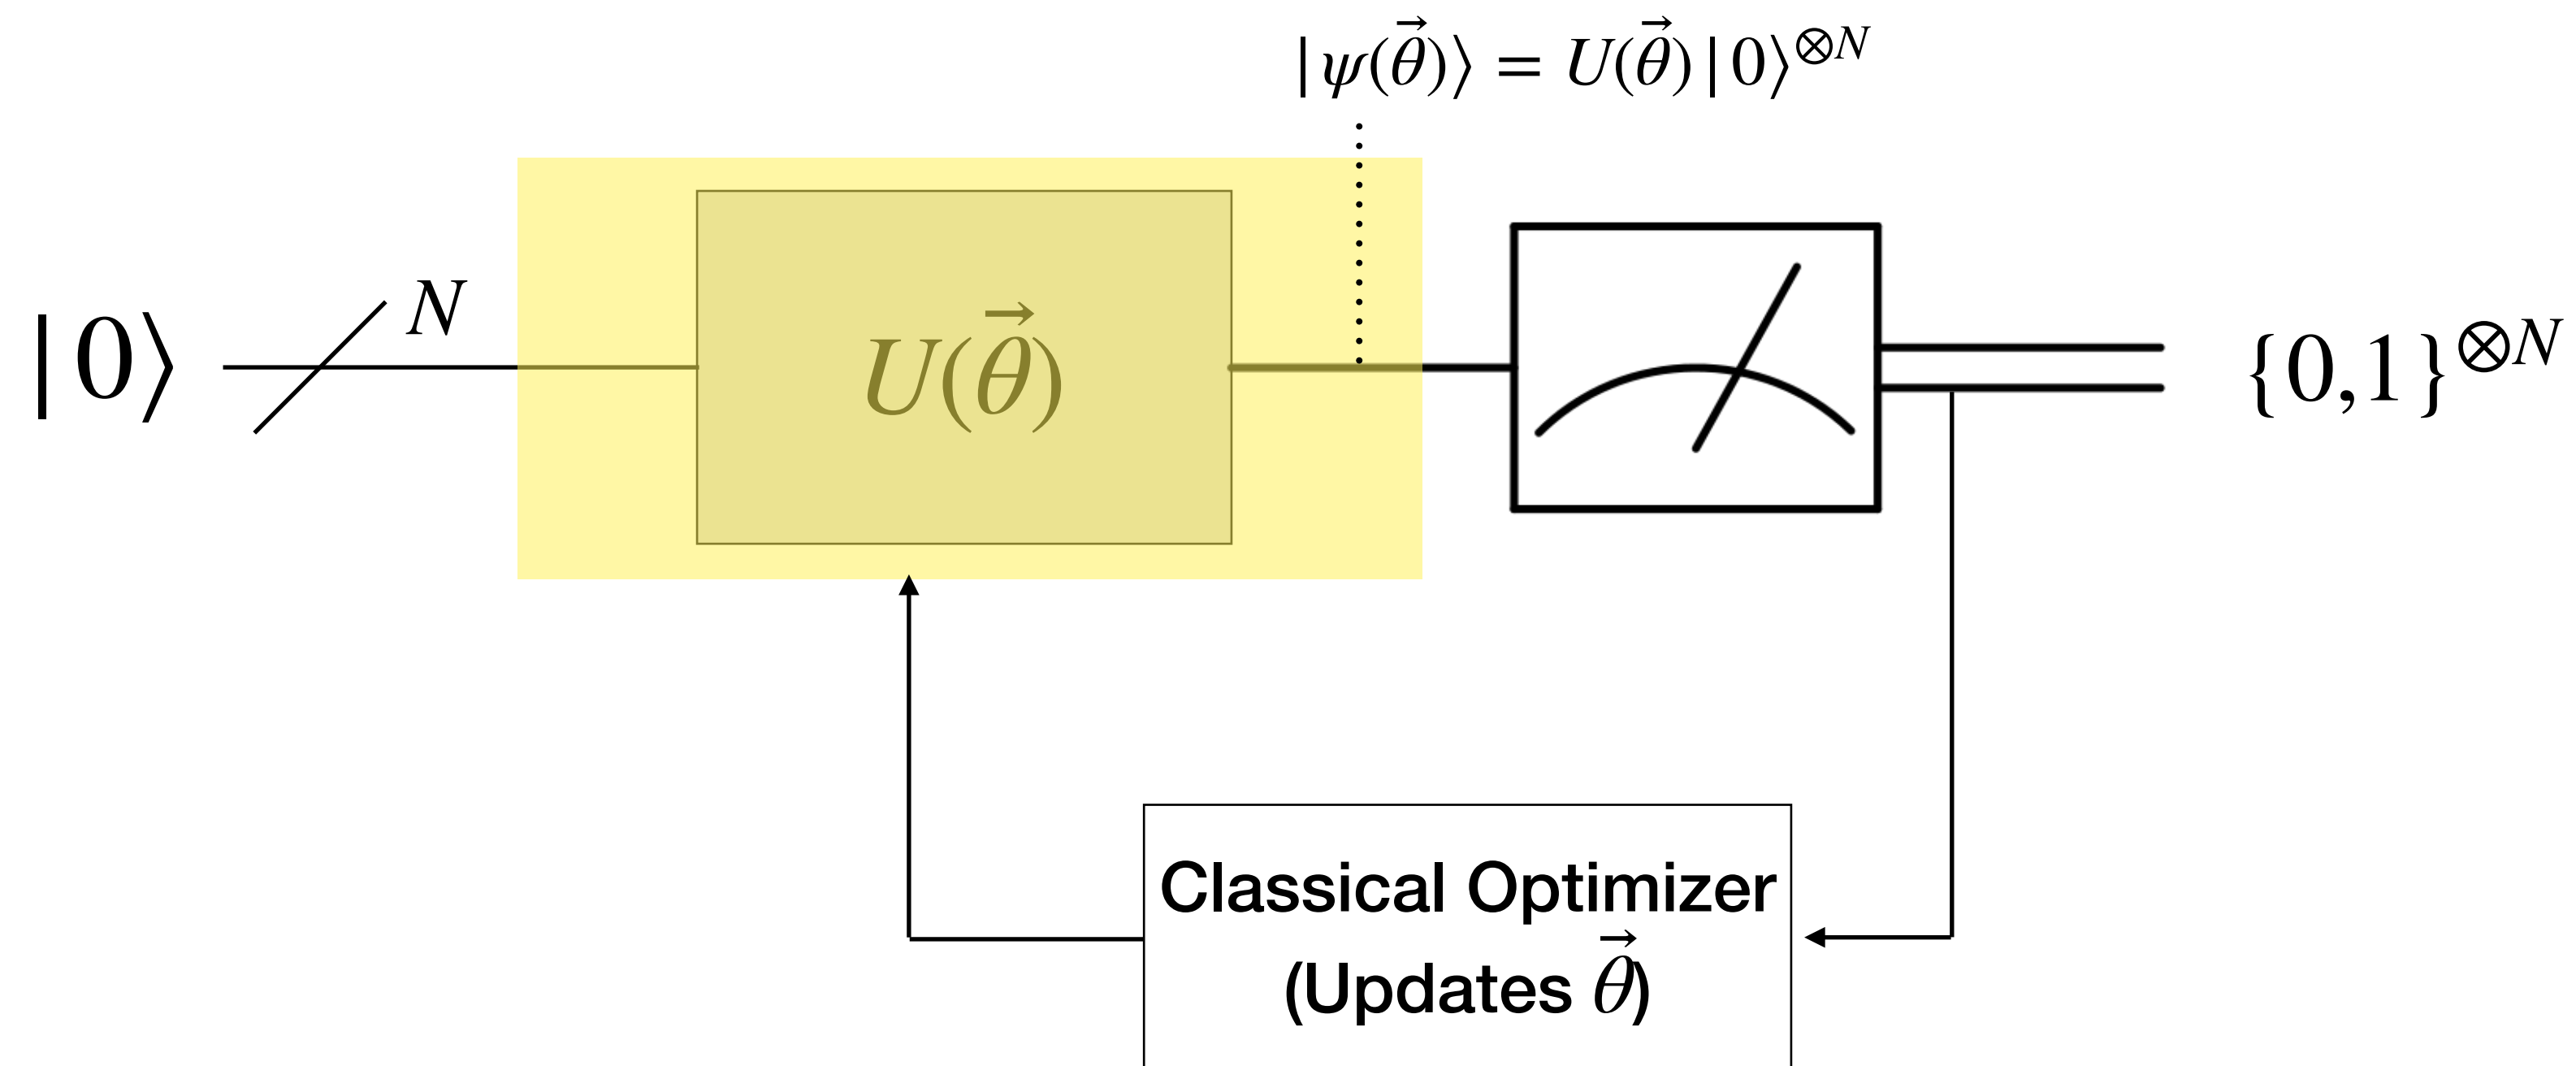 |ψ(θ⃗)⟩ = U(θ⃗)|0⟩^⊗N
|0⟩
N
U(θ⃗)
{0,1}^⊗N
Classical Optimizer
(Updates θ⃗)